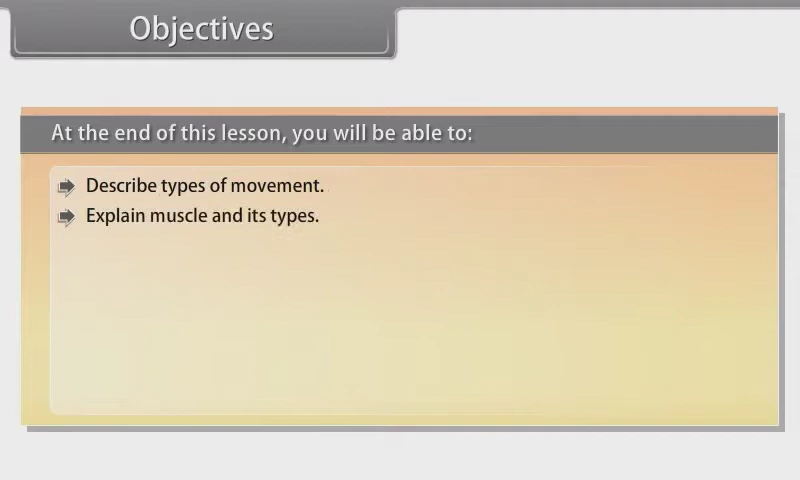 Objectives
At the end of this lesson, you will be able to:
Describe types of movement.
Explain muscle and its types.